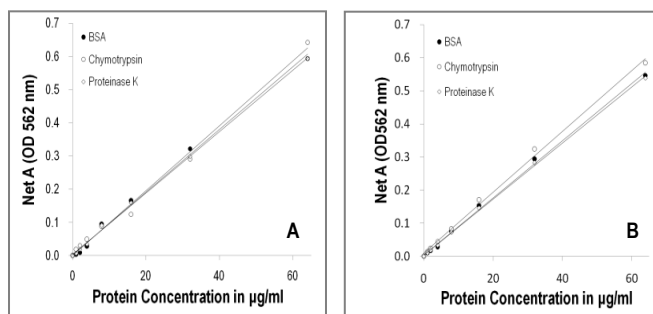 0.7
BSA
0.6
Chymotrypsin
0.5
Proteinase K
0.4
0.3
0.2
0.1
0.0
0
20
40
60
Net A (OD 562 nm)
Protein Concentration in µg/ml
A
0.7
BSA
0.6
Chymotrypsin
0.5
Proteinase K
0.4
0.3
0.2
0.1
0.0
0
20
40
60
Net A (OD562 nm)
Protein Concentration in µg/ml
B